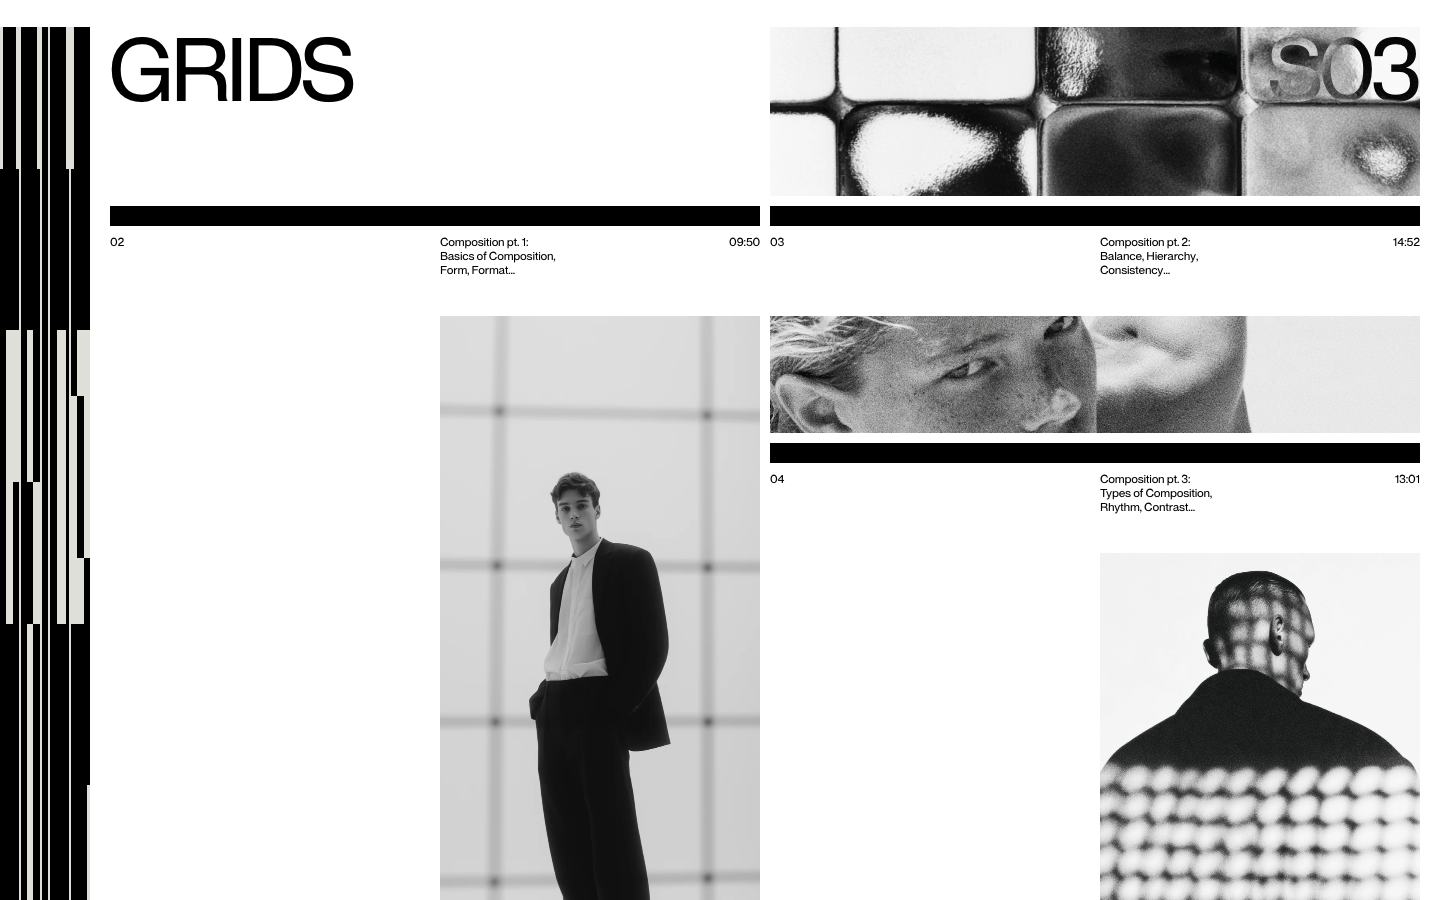 GRIDS
S03
02
Composition pt. 1:
Basics of Composition,
Form, Format...
09:50
03
Composition pt. 2:
Balance, Hierarchy,
Consistency...
14:52
04
Composition pt. 3:
Types of Composition,
Rhythm, Contrast...
13:01